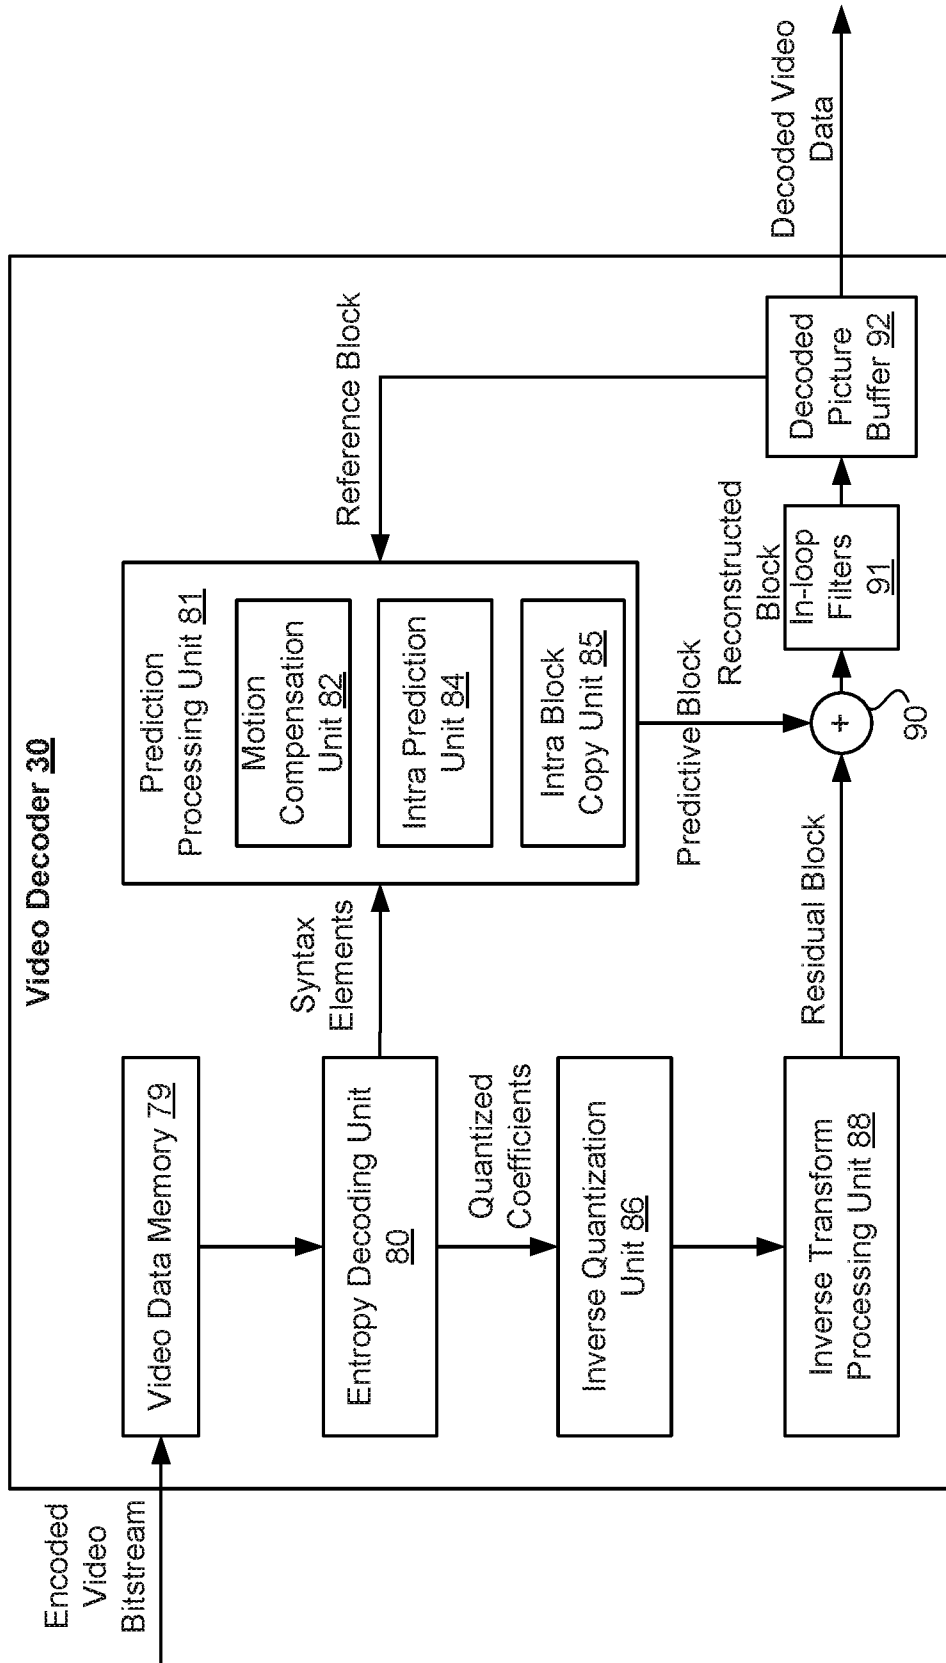 Video Decoder 30
Encoded
Video
Bitstream
Video Data Memory 79
Entropy Decoding Unit
80
Syntax
Elements
Quantized
Coefficients
Inverse Quantization
Unit 86
Inverse Transform
Processing Unit 88
Residual Block
Prediction
Processing Unit 81
Motion
Compensation
Unit 82
Intra Prediction
Unit 84
Intra Block
Copy Unit 85
Predictive Block
Reference Block
+
90
Reconstructed
Block
In-loop
Filters
91
Decoded
Picture
Buffer 92
Decoded Video
Data